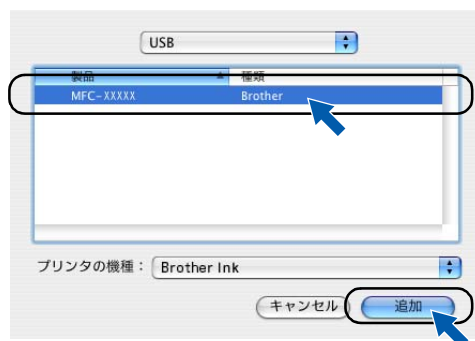 USB
製品 種類
MFC-XXXXX Brother
プリンタの機種： Brother Ink
キャンセル 追加